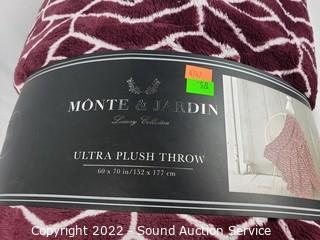 MONTE & JARDIN
Luxury Collection
ULTRA PLUSH THROW
60 x 70 in/152 x 177 cm
Copyright 2022 - Sound Auction Service